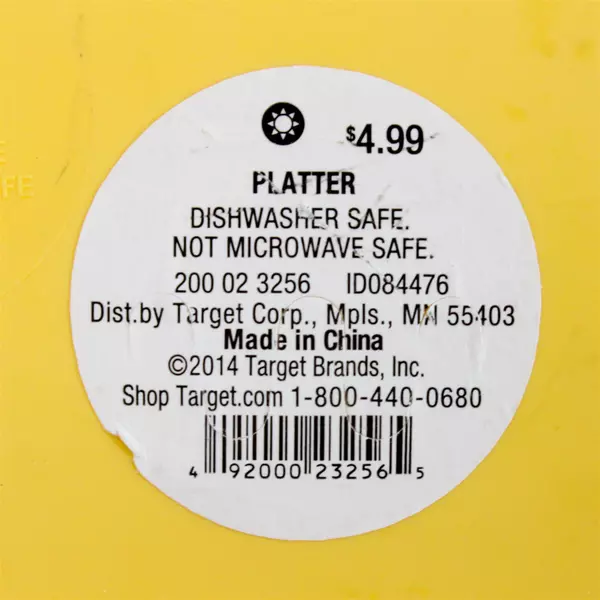 $4.99
PLATTER
DISHWASHER SAFE.
NOT MICROWAVE SAFE.
200 02 3256 ID084476
Dist.by Target Corp., Mpls., MN 55403
Made in China
©2014 Target Brands, Inc.
Shop Target.com 1-800-440-0680
4 92000 23256 5